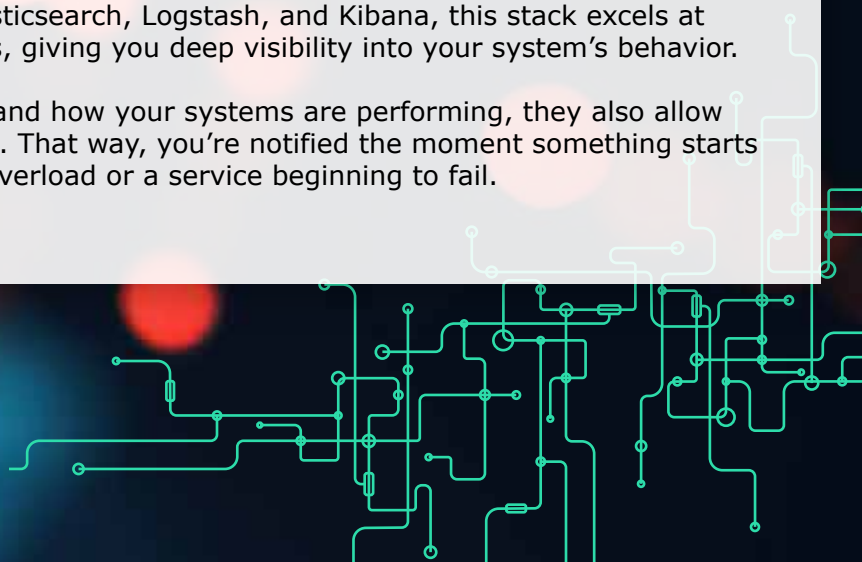 sticsearch, Logstash, and Kibana, this stack excels at
s, giving you deep visibility into your system’s behavior.
and how your systems are performing, they also allow
. That way, you’re notified the moment something starts
verload or a service beginning to fail.